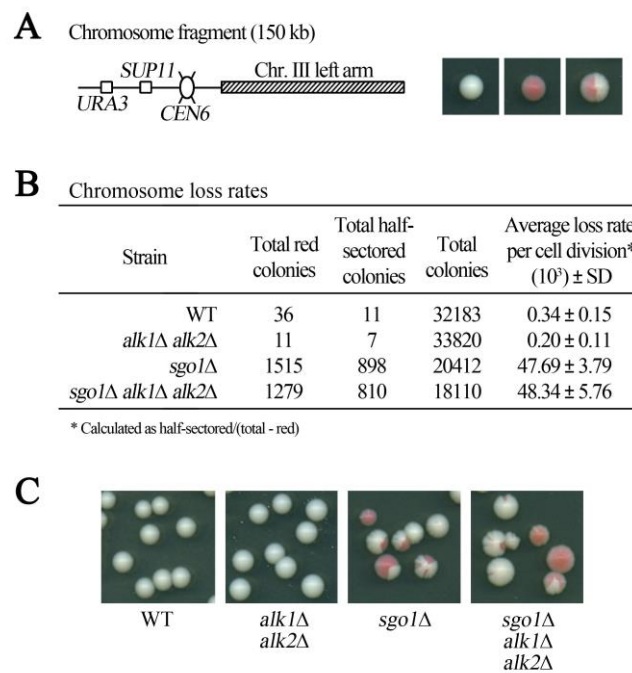 A
Chromosome fragment (150 kb)
SUP11
Chr. III left arm
URA3
CEN6
B
Chromosome loss rates
Strain
Total red
colonies
Total half-
sectored
colonies
Total
colonies
Average loss rate
per cell division*
(10³) ± SD
WT 36 11 32183 0.34 ± 0.15
alk1Δ alk2Δ 11 7 33820 0.20 ± 0.11
sgo1Δ 1515 898 20412 47.69 ± 3.79
sgo1Δ alk1Δ alk2Δ 1279 810 18110 48.34 ± 5.76
* Calculated as half-sectored/(total - red)
C
WT
alk1Δ
alk2Δ
sgo1Δ
sgo1Δ
alk1Δ
alk2Δ